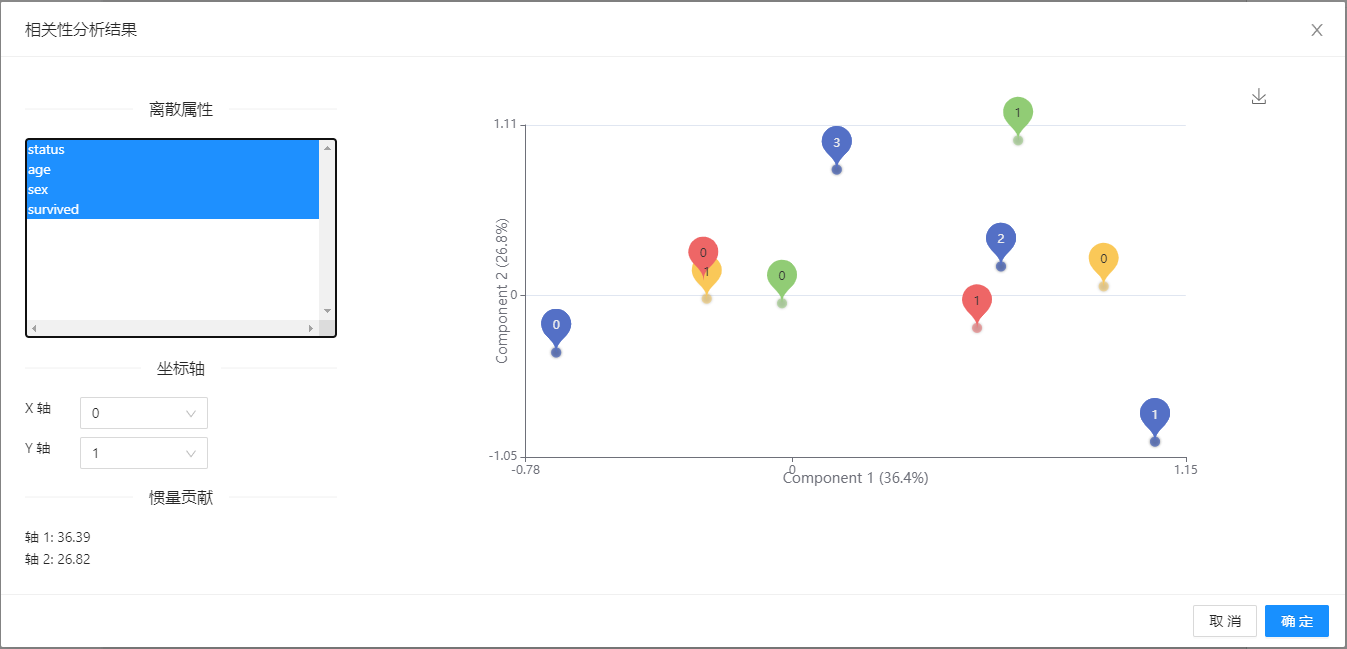 相关性分析结果
离散属性
status
age
sex
survived
坐标轴
X 轴
0
Y 轴
1
惯量贡献
轴 1: 36.39
轴 2: 26.82
1.11
0
-1.05
Component 2 (26.8%)
-0.78
0
1.15
Component 1 (36.4%)
1
3
2
0
0
1
0
1
0
1
取 消
确 定